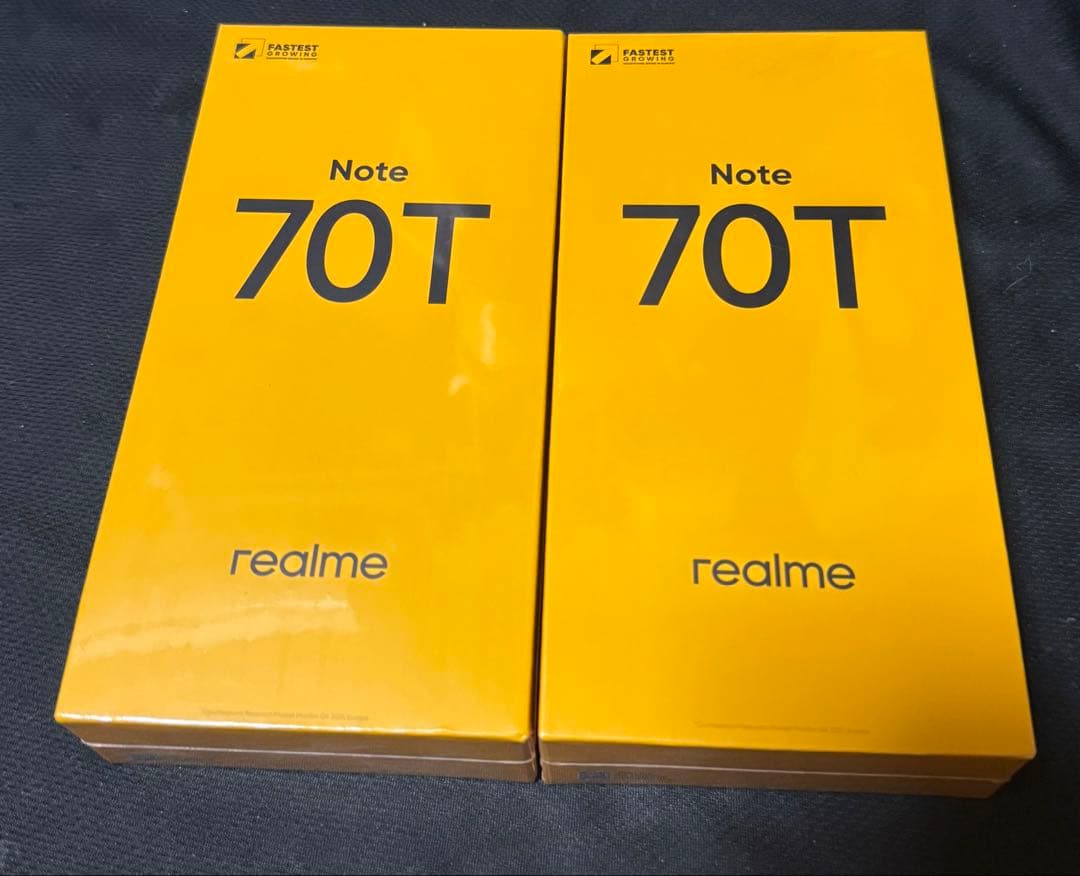 FASTEST
GROWING
Note
70T
realme
FASTEST
GROWING
Note
70T
realme